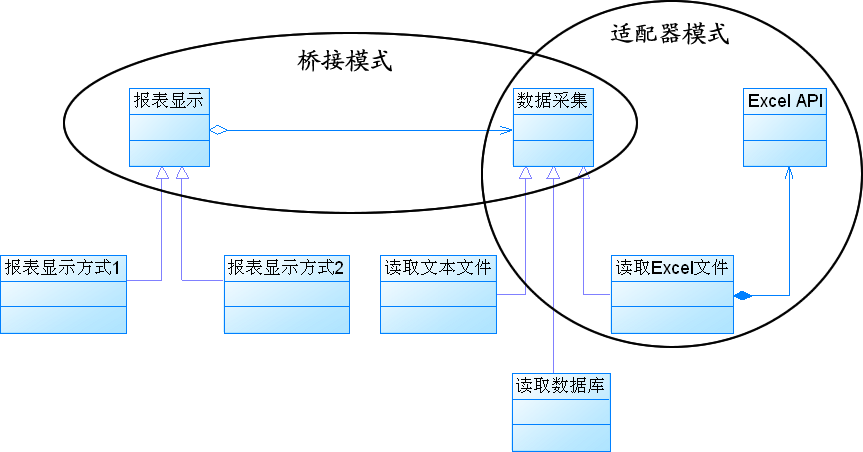 适配器模式
桥接模式
报表显示
数据采集
Excel API
报表显示方式1
报表显示方式2
读取文本文件
读取Excel文件
读取数据库